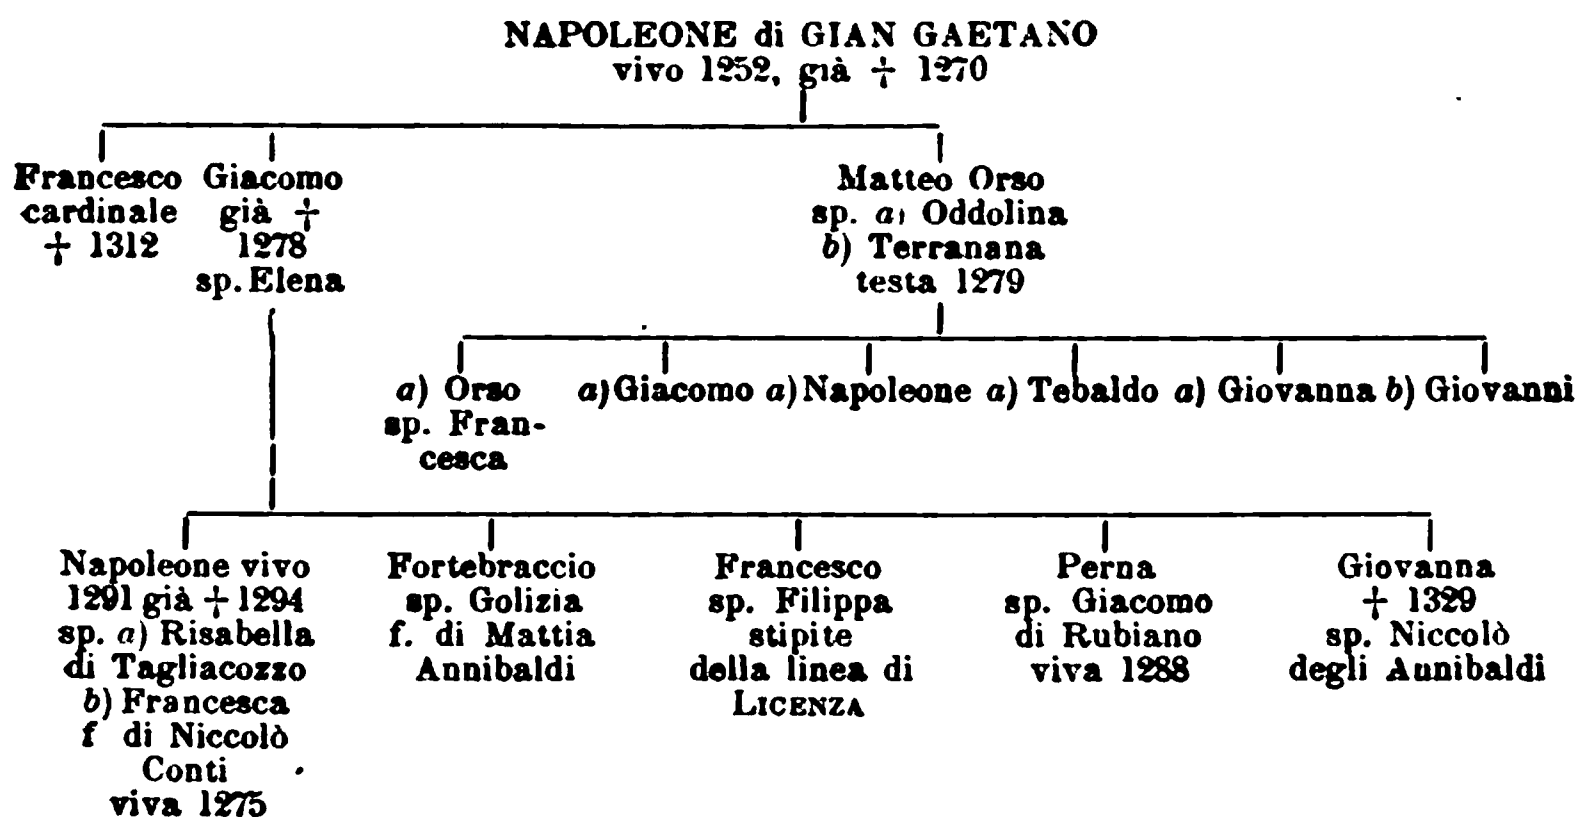 NAPOLEONE di GIAN GAETANO
vivo 1252, già † 1270
Francesco
cardinale
† 1312
Giacomo
già †
1278
sp. Elena
Matteo Orso
sp. a) Oddolina
b) Terranana
testa 1279
a) Orso
sp. Fran-
cesca
a) Giacomo
a) Napoleone
a) Tebaldo
a) Giovanna
b) Giovanni
Napoleone vivo
1291 già † 1294
sp. a) Risabella
di Tagliacozzo
b) Francesca
f di Niccolò
Conti
viva 1275
Fortebraccio
sp. Golizia
f. di Mattia
Annibaldi
Francesco
sp. Filippa
stipite
della linea di
LICENZA
Perna
sp. Giacomo
di Rubiano
viva 1288
Giovanna
† 1329
sp. Niccolò
degli Aunibaldi